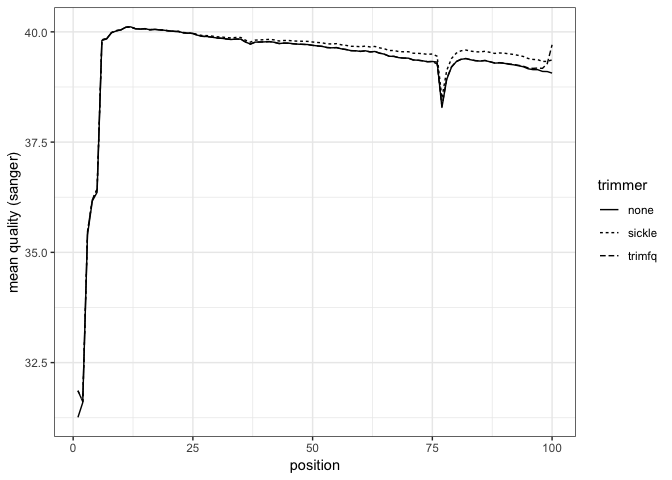 40.0
37.5
35.0
32.5
mean quality (sanger)
0
25
50
75
100
position
trimmer
none
sickle
trimfq